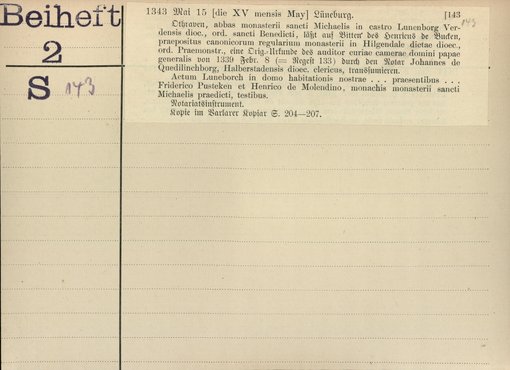 Beiheft
2
S 143
1343 Mai 15 [die XV mensis May] Lüneburg. [143
143
Othraven, abbas monasterii sancti Michaelis in castro Lunenborg Ver-
densis dioc., ord. sancti Benedicti, läßt auf Bitten des Henricus de
praepositus canonicorum regularium monasterii in Hilgendale dictae dioec.,
ord. Praemonstr., eine Orig.-Urkunde des auditor curiae camerae domini papae
generalis von 1339 Febr. 8 (= Regest 133) durch den Notar Johannes de
Quedilinchborg, Halberstadensis dioec. clericus, transsumieren.
Actum Luneborch in domo habitationis nostrae . . . praesentibus . . .
Friderico Pusteken et Henrico de Molendino, monachis monasterii sancti
Michaelis praedicti, testibus.
Notariatsinstrument.
Kopie im Varlarer Kopiar S. 204—207.